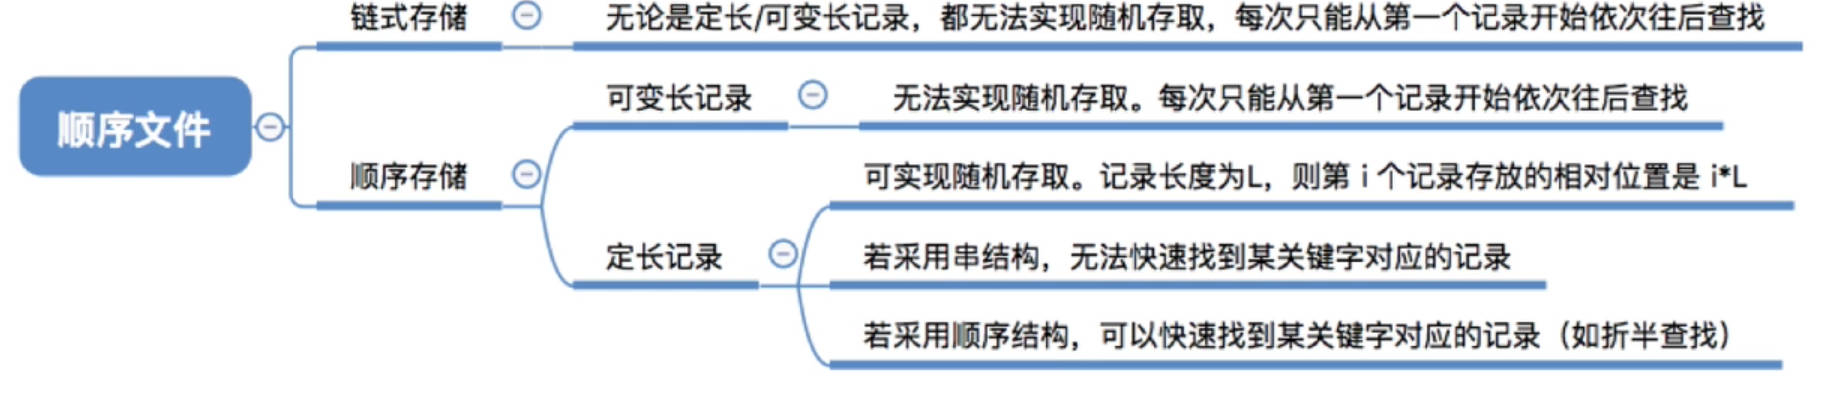 链式存储
无论是定长/可变长记录，都无法实现随机存取，每次只能从第一个记录开始依次往后查找
顺序文件
可变长记录
无法实现随机存取。每次只能从第一个记录开始依次往后查找
顺序存储
可实现随机存取。记录长度为L，则第 i 个记录存放的相对位置是 i*L
定长记录
若采用串结构，无法快速找到某关键字对应的记录
若采用顺序结构，可以快速找到某关键字对应的记录（如折半查找）